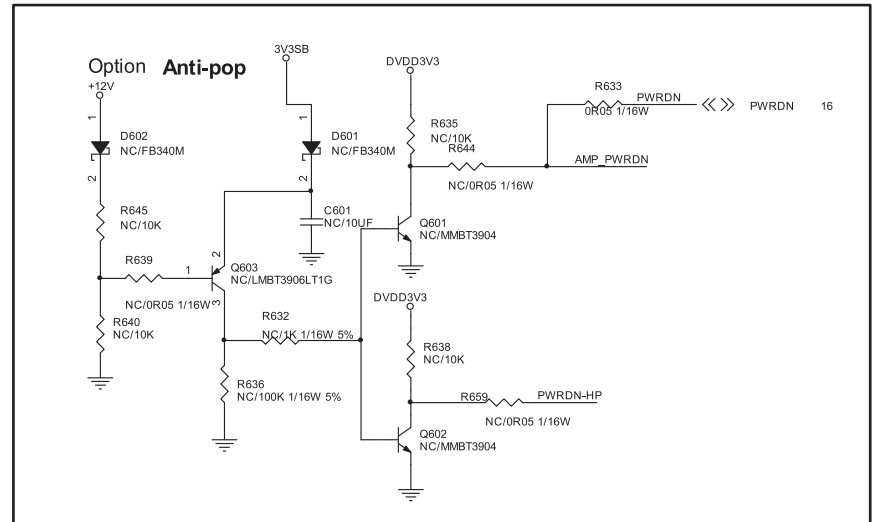 Option Anti-pop
+12V
1
D602
NC/FB340M
2
R645
NC/10K
R639
NC/0R05 1/16W
R640
NC/10K
3V3SB
1
D601
NC/FB340M
2
C601
NC/10UF
2
1
Q603
NC/LMBT3906LT1G
3
R632
NC/1K 1/16W 5%
R636
NC/100K 1/16W 5%
DVDD3V3
R635
NC/10K
R644
NC/0R05 1/16W
R633
0R05 1/16W
PWRDN
PWRDN 16
AMP_PWRDN
Q601
NC/MMBT3904
DVDD3V3
R638
NC/10K
R659
PWRDN-HP
NC/0R05 1/16W
Q602
NC/MMBT3904